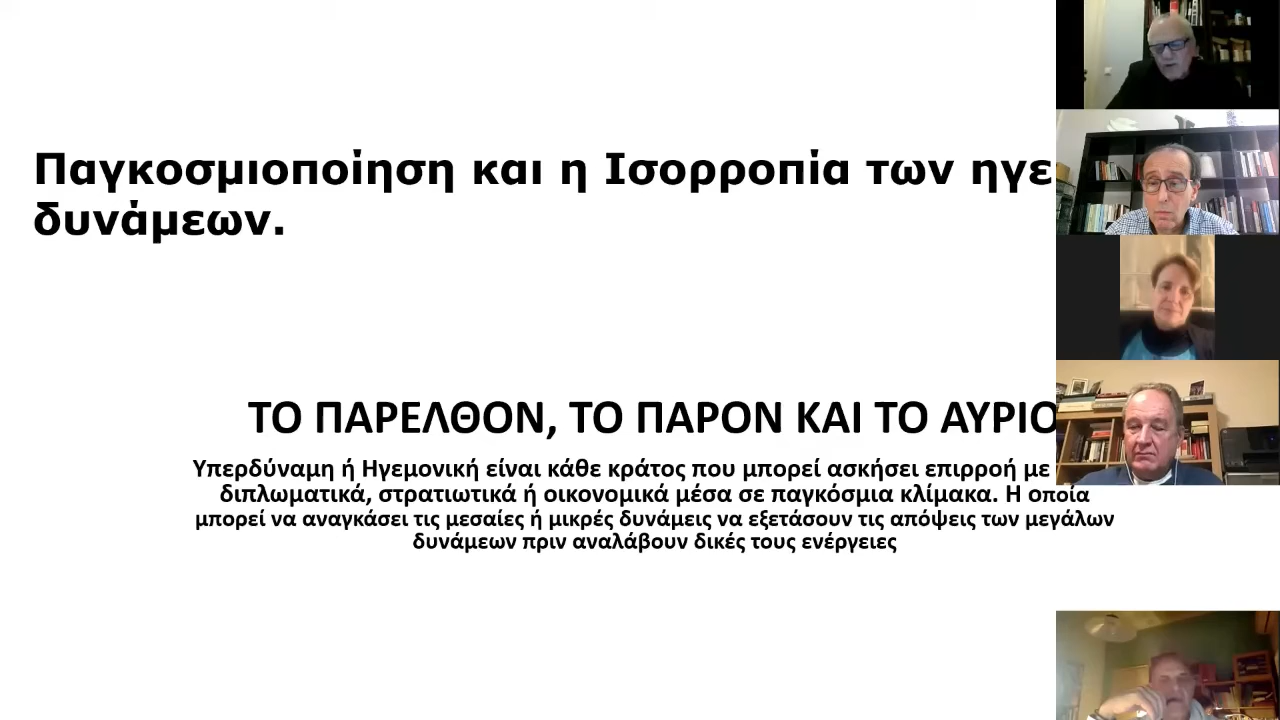 Παγκοσμιοποίηση και η Ισορροπία των ηγε
δυνάμεων.
ΤΟ ΠΑΡΕΛΘΟΝ, ΤΟ ΠΑΡΟΝ ΚΑΙ ΤΟ ΑΥΡΙΟ
Υπερδύναμη ή Ηγεμονική είναι κάθε κράτος που μπορεί ασκήσει επιρροή με
διπλωματικά, στρατιωτικά ή οικονομικά μέσα σε παγκόσμια κλίμακα. Η οποία
μπορεί να αναγκάσει τις μεσαίες ή μικρές δυνάμεις να εξετάσουν τις απόψεις των μεγάλων
δυνάμεων πριν αναλάβουν δικές τους ενέργειες